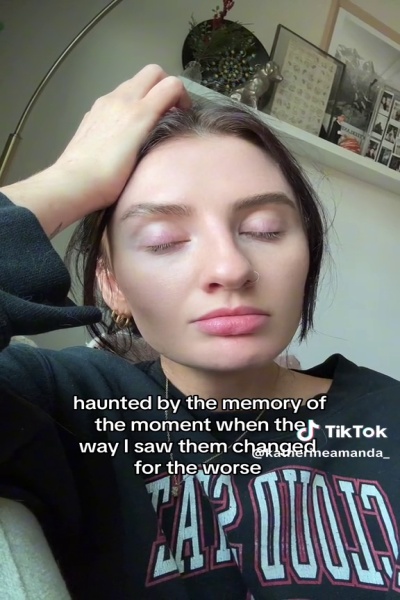 haunted by the memory of
the moment when the
way I saw them changed
for the worse
TikTok
@katherineamanda_